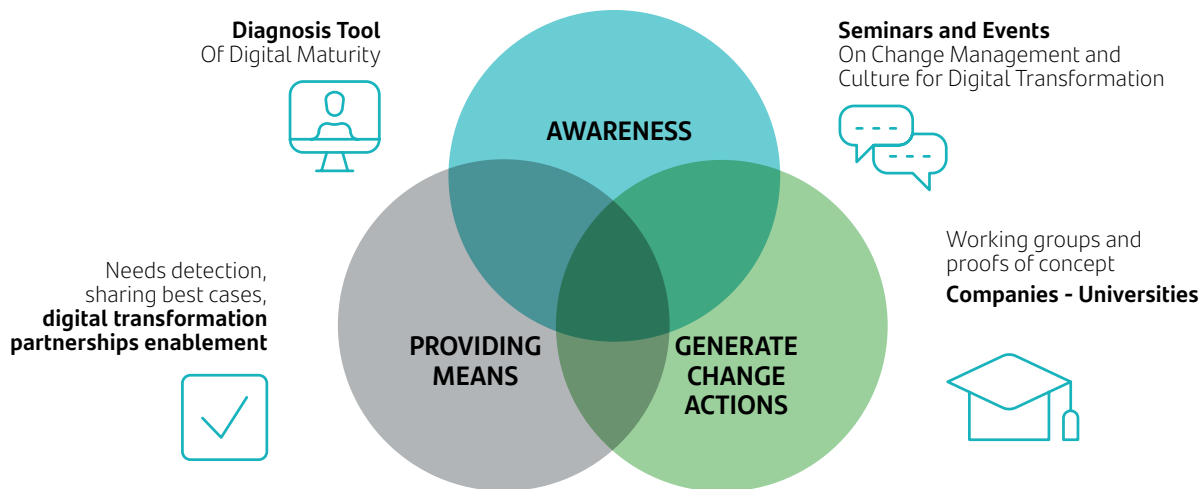 Diagnosis Tool
Of Digital Maturity
Seminars and Events
On Change Management and
Culture for Digital Transformation
AWARENESS
Needs detection,
sharing best cases,
digital transformation
partnerships enablement
Working groups and
proofs of concept
Companies - Universities
PROVIDING
MEANS
GENERATE
CHANGE
ACTIONS